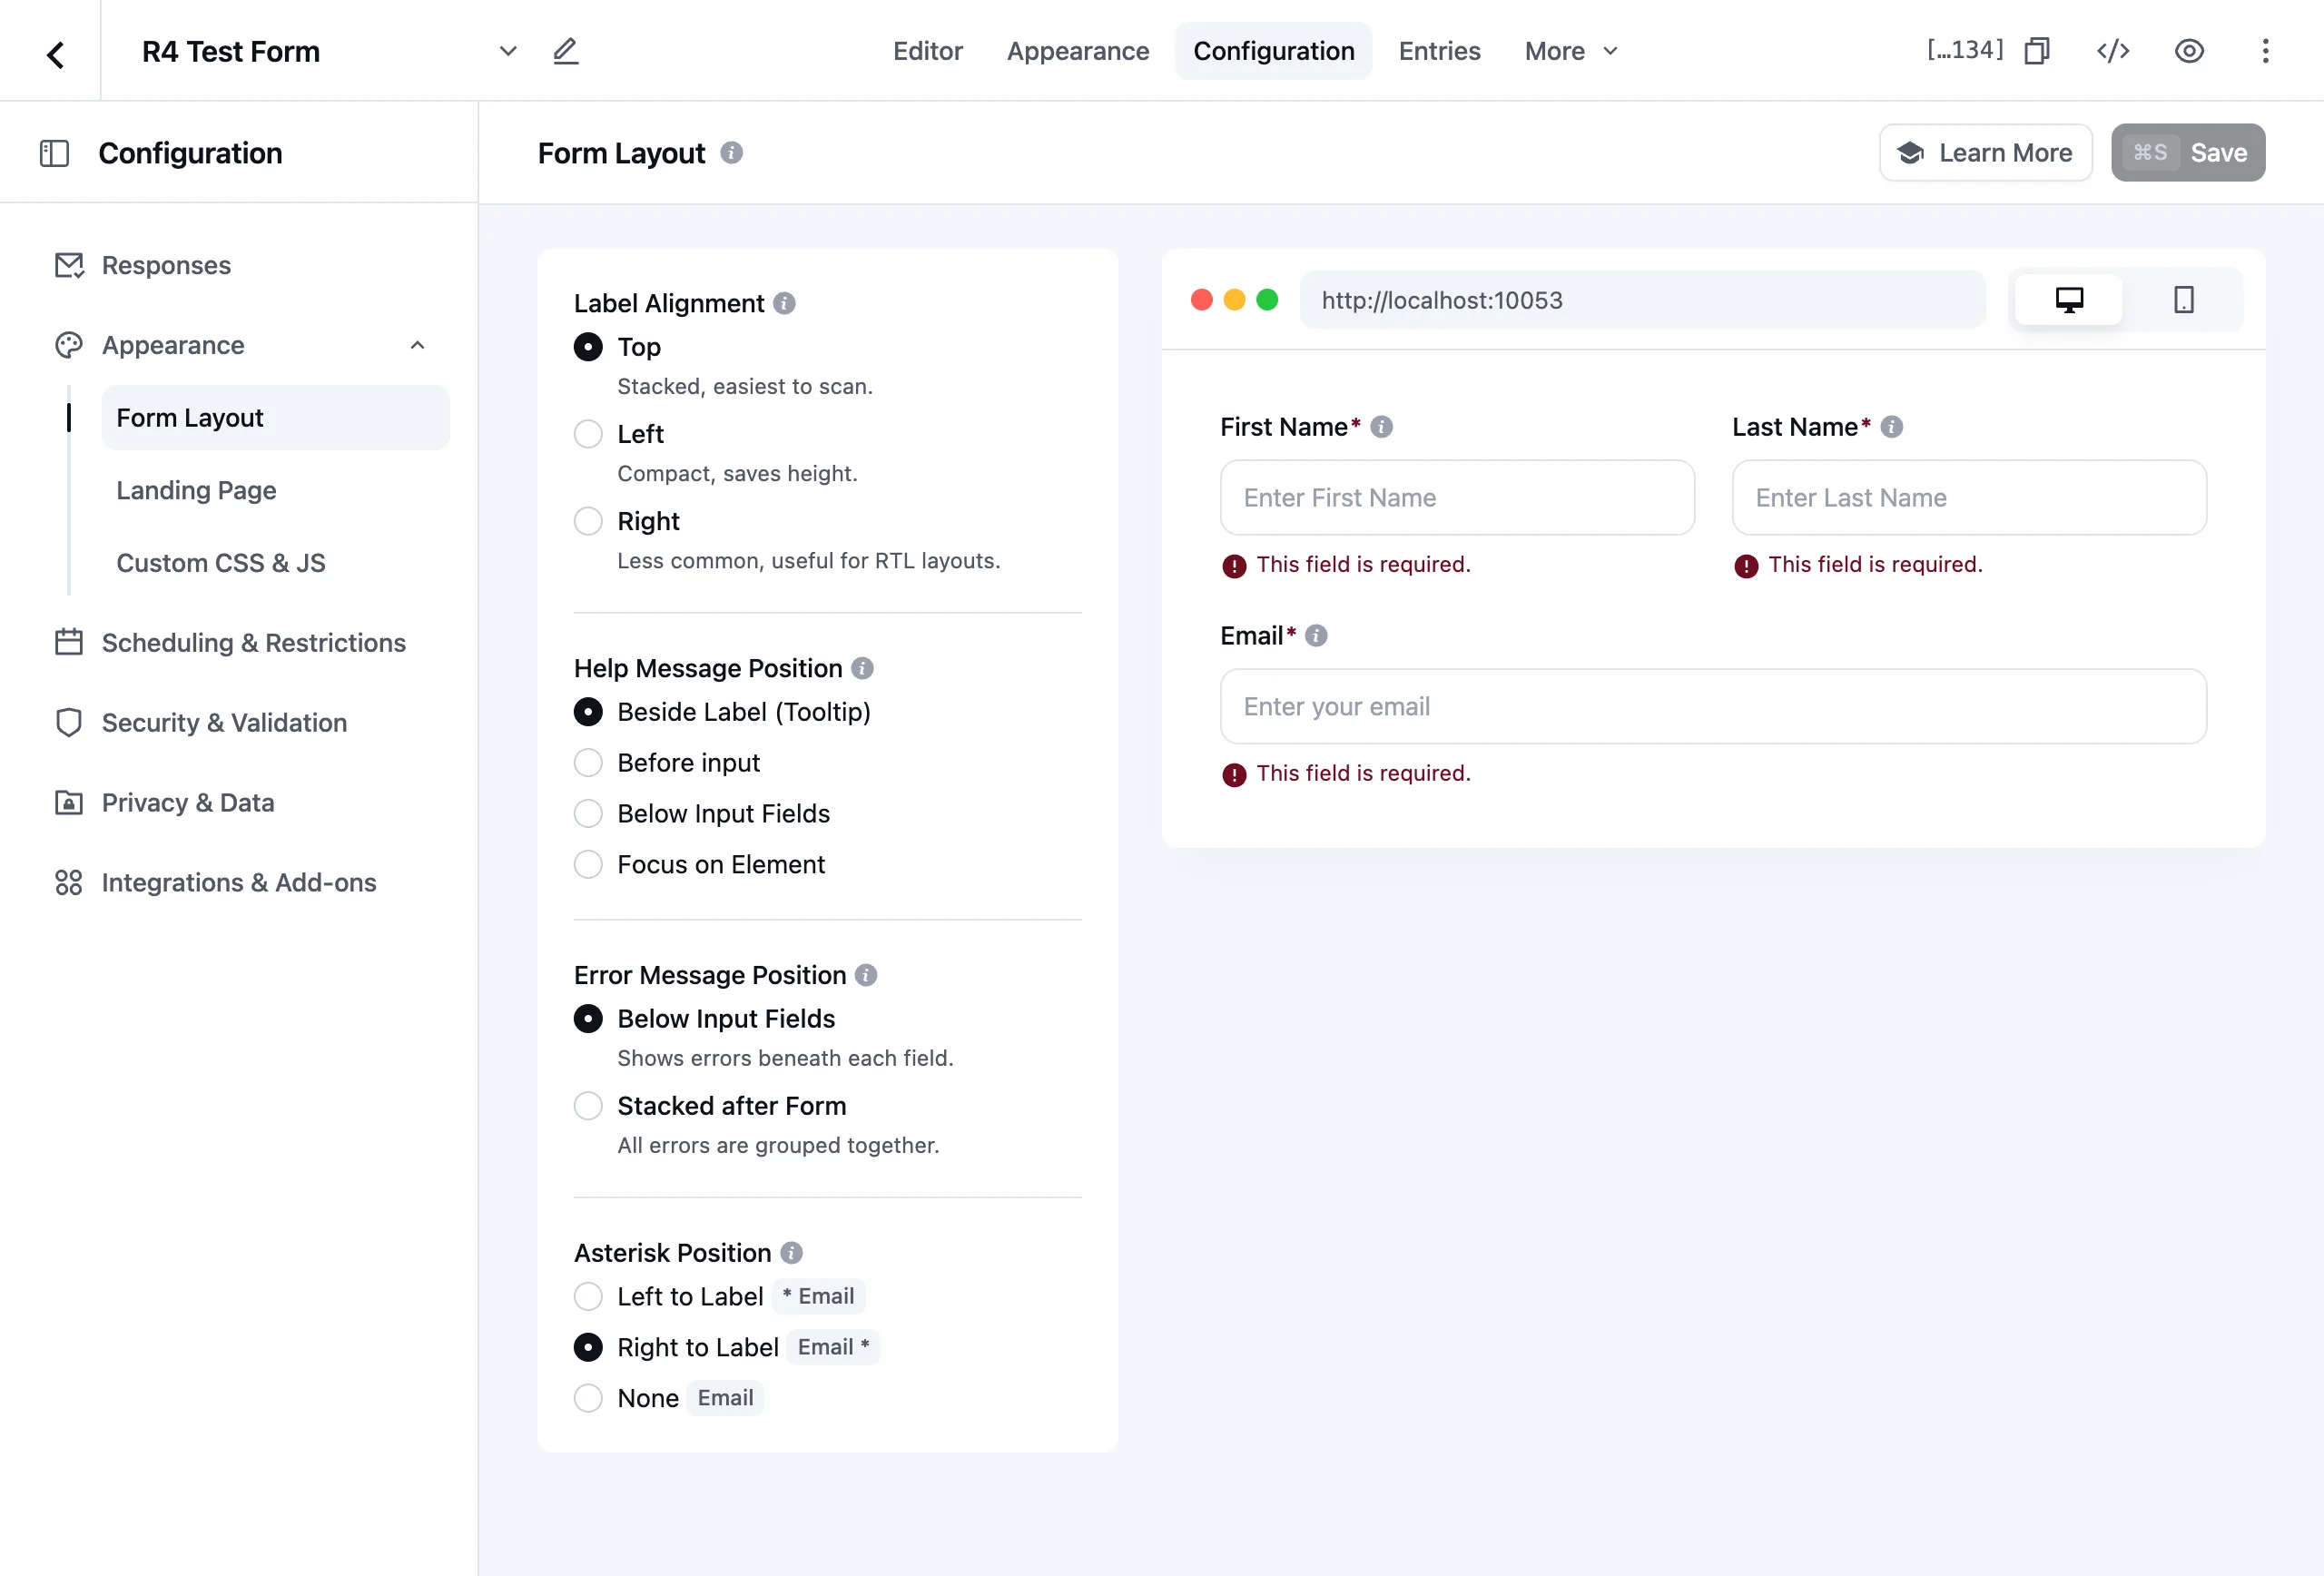 R4 Test Form
Editor
Appearance
Configuration
Entries
More
[…134]
Configuration
Form Layout
Learn More
⌘S Save
Responses
Appearance
Form Layout
Landing Page
Custom CSS & JS
Scheduling & Restrictions
Security & Validation
Privacy & Data
Integrations & Add-ons
Label Alignment
Top
Stacked, easiest to scan.
Left
Compact, saves height.
Right
Less common, useful for RTL layouts.
Help Message Position
Beside Label (Tooltip)
Before input
Below Input Fields
Focus on Element
Error Message Position
Below Input Fields
Shows errors beneath each field.
Stacked after Form
All errors are grouped together.
Asterisk Position
Left to Label * Email
Right to Label Email *
None Email
http://localhost:10053
First Name*
Enter First Name
This field is required.
Last Name*
Enter Last Name
This field is required.
Email*
Enter your email
This field is required.